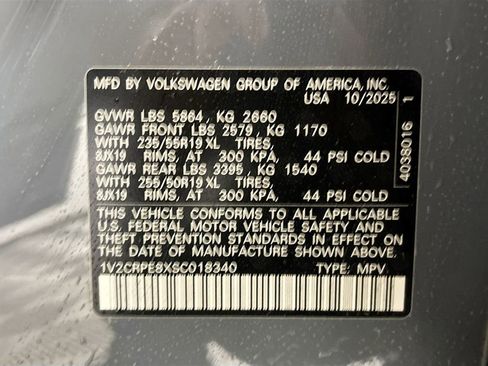 MFD BY VOLKSWAGEN GROUP OF AMERICA, INC.
USA 10/2025
GVWR LBS 5864, KG 2660
GAWR FRONT LBS 2579, KG 1170
WITH 235/55R19 XL TIRES,
8JX19 RIMS, AT 300 KPA, 44 PSI COLD
GAWR REAR LBS 3395, KG 1540
WITH 255/50R19 XL TIRES,
8JX19 RIMS, AT 300 KPA, 44 PSI COLD
THIS VEHICLE CONFORMS TO ALL APPLICABLE
U.S. FEDERAL MOTOR VEHICLE SAFETY AND
THEFT PREVENTION STANDARDS IN EFFECT ON
THE DATE OF MANUFACTURE SHOWN ABOVE.
1V2CRPE8XSC018340 TYPE: MPV
4038016 1